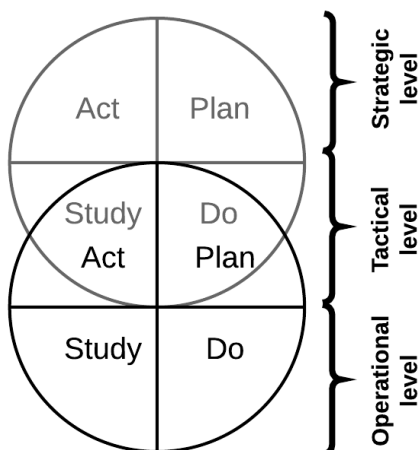 Act Plan
Study Do
Act Plan
Study Do
Strategic
level
Tactical
level
Operational
level